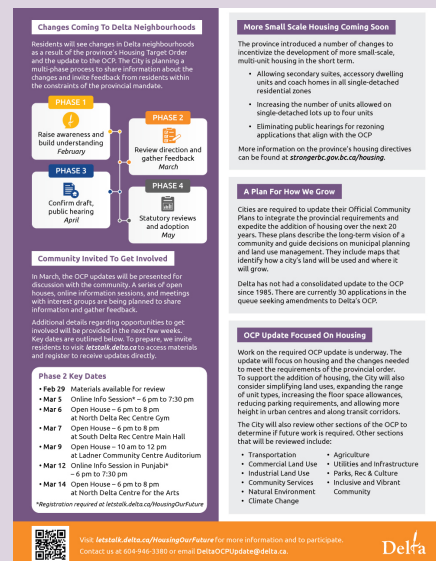 Changes Coming To Delta Neighbourhoods
Residents will see changes in Delta neighbourhoods
as a result of the province's Housing Target Order
and the update to the OCP. The City is planning a
multi-phase process to share information about the
changes and invite feedback from residents within
the constraints of the provincial mandate.
PHASE 1
Raise awareness and
build understanding
February
PHASE 2
Review direction and
gather feedback
March
PHASE 3
Confirm draft,
public hearing
April
PHASE 4
Statutory reviews
and adoption
May
Community Invited To Get Involved
In March, the OCP updates will be presented for
discussion with the community. A series of open
houses, online information sessions, and meetings
with interest groups are being planned to share
information and gather feedback.
Additional details regarding opportunities to get
involved will be provided in the next few weeks.
Key dates are outlined below. To prepare, we invite
residents to visit letstalk.delta.ca to access materials
and register to receive updates directly.
Phase 2 Key Dates
• Feb 29 Materials available for review
• Mar 5 Online Info Session* – 6 pm to 7:30 pm
• Mar 6 Open House – 6 pm to 8 pm
at North Delta Rec Centre Gym
• Mar 7 Open House – 6 pm to 8 pm
at South Delta Rec Centre Main Hall
• Mar 9 Open House – 10 am to 12 pm
at Ladner Community Centre Auditorium
• Mar 12 Online Info Session in Punjabi*
– 6 pm to 7:30 pm
• Mar 14 Open House – 6 pm to 8 pm
at North Delta Centre for the Arts
*Registration required at letstalk.delta.ca/HousingOurFuture
More Small Scale Housing Coming Soon
The province introduced a number of changes to
incentivize the development of more small-scale,
multi-unit housing in the short term.
• Allowing secondary suites, accessory dwelling
units and coach homes in all single-detached
residential zones
• Increasing the number of units allowed on
single-detached lots up to four units
• Eliminating public hearings for rezoning
applications that align with the OCP
More information on the province's housing directives
can be found at strongerbc.gov.bc.ca/housing.
A Plan For How We Grow
Cities are required to update their Official Community
Plans to integrate the provincial requirements and
expedite the addition of housing over the next 20
years. These plans describe the long-term vision of a
community and guide decisions on municipal planning
and land use management. They include maps that
identify how a city's land will be used and where it
will grow.
Delta has not had a consolidated update to the OCP
since 1985. There are currently 30 applications in the
queue seeking amendments to Delta's OCP.
OCP Update Focused On Housing
Work on the required OCP update is underway. The
update will focus on housing and the changes needed
to meet the requirements of the provincial order.
To support the addition of housing, the City will also
consider simplifying land uses, expanding the range
of unit types, increasing the floor space allowances,
reducing parking requirements, and allowing more
height in urban centres and along transit corridors.
The City will also review other sections of the OCP to
determine if future work is required. Other sections
that will be reviewed include:
• Transportation
• Commercial Land Use
• Industrial Land Use
• Community Services
• Natural Environment
• Climate Change
• Agriculture
• Utilities and Infrastructure
• Parks, Rec & Culture
• Inclusive and Vibrant
Community
Visit letstalk.delta.ca/HousingOurFuture for more information and to participate.
Contact us at 604-946-3380 or email DeltaOCPUpdate@delta.ca.
Delta